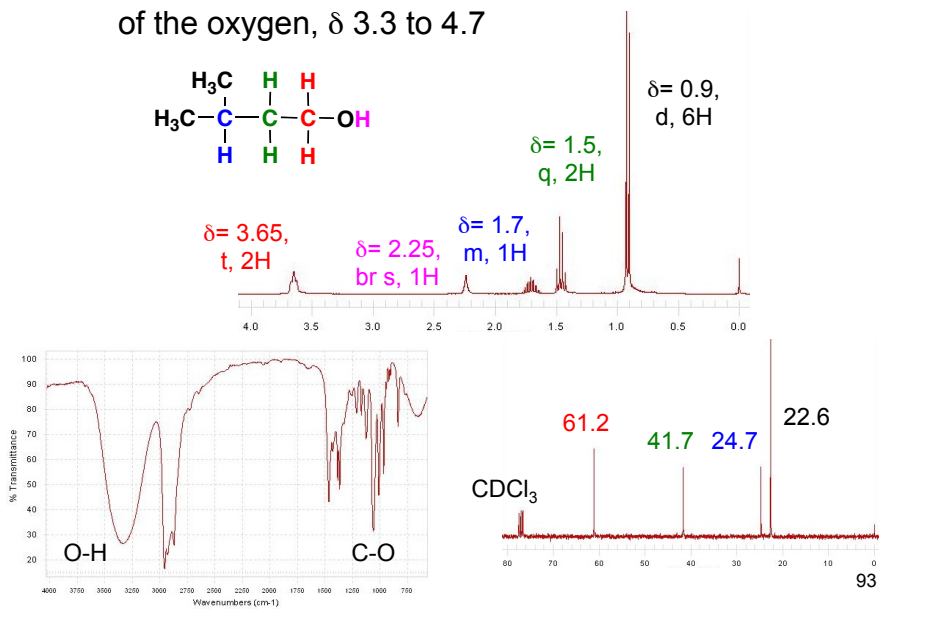 of the oxygen, δ 3.3 to 4.7
H₃C H H
H₃C-C-C-C-OH
H H H
δ= 0.9,
d, 6H
δ= 1.5,
q, 2H
δ= 1.7,
m, 1H
δ= 3.65,
t, 2H
δ= 2.25,
br s, 1H
4.0 3.5 3.0 2.5 2.0 1.5 1.0 0.5 0.0
100
90
80
70
60
50
40
30
20
% Transmittance
O-H
C-O
4000 3750 3500 3250 3000 2750 2500 2250 2000 1750 1500 1250 1000 750
Wavenumbers (cm-1)
61.2
41.7
24.7
22.6
CDCl₃
80 70 60 50 40 30 20 10 0
93